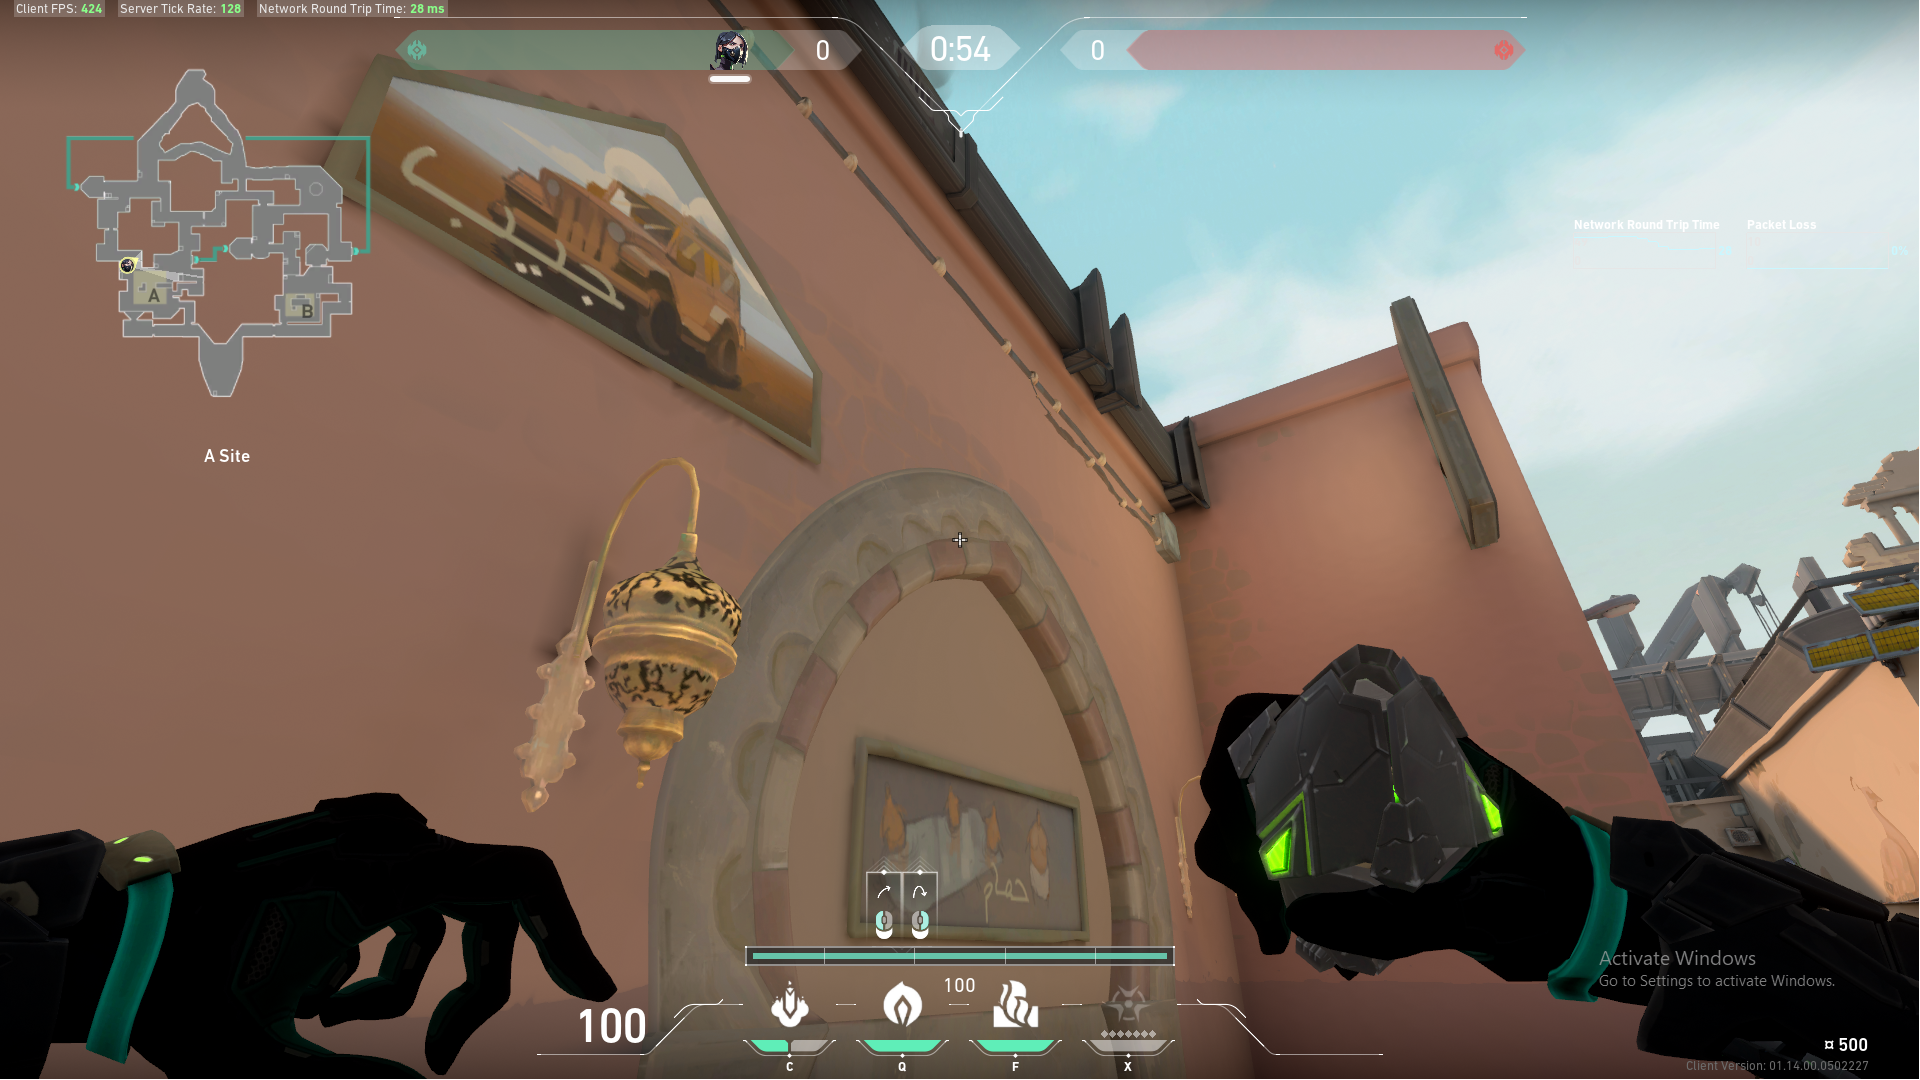 Client FPS: 424 Server Tick Rate: 128 Network Round Trip Time: 28 ms
0 0:54 0
Network Round Trip Time Packet Loss
A
B
A Site
حمام
100
100
C Q F X
Activate Windows
Go to Settings to activate Windows.
¤ 500
Client Version: 01.14.00.0502227